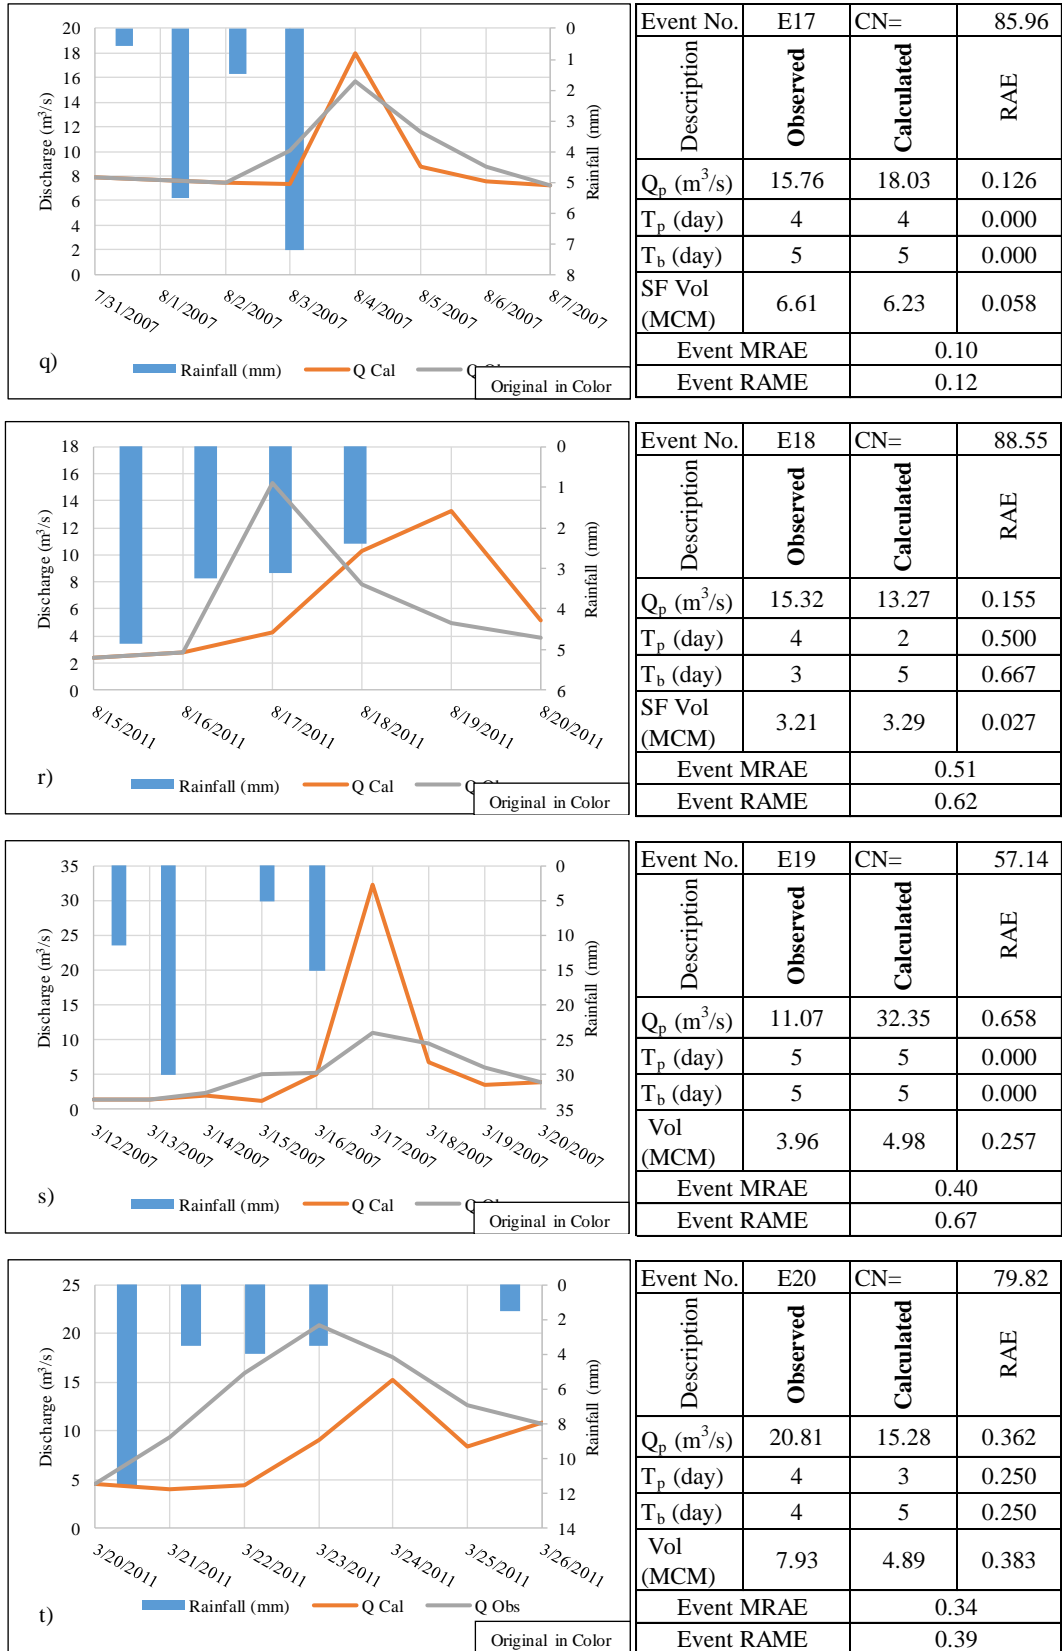 20
18
16
14
12
10
8
6
4
2
0
Discharge (m³/s)
0
1
2
3
4
5
6
7
8
Rainfall (mm)
7/31/2007
8/1/2007
8/2/2007
8/3/2007
8/4/2007
8/5/2007
8/6/2007
8/7/2007
q)
Rainfall (mm) Q Cal
Original in Color
Event No. E17 CN= 85.96
Description Observed Calculated RAE
Qp (m³/s) 15.76 18.03 0.126
Tp (day) 4 4 0.000
Tb (day) 5 5 0.000
SF Vol
(MCM) 6.61 6.23 0.058
Event MRAE 0.10
Event RAME 0.12
18
16
14
12
10
8
6
4
2
0
Discharge (m³/s)
0
1
2
3
4
5
6
Rainfall (mm)
8/15/2011
8/16/2011
8/17/2011
8/18/2011
8/19/2011
8/20/2011
r)
Rainfall (mm) Q Cal
Original in Color
Event No. E18 CN= 88.55
Description Observed Calculated RAE
Qp (m³/s) 15.32 13.27 0.155
Tp (day) 4 2 0.500
Tb (day) 3 5 0.667
SF Vol
(MCM) 3.21 3.29 0.027
Event MRAE 0.51
Event RAME 0.62
35
30
25
20
15
10
5
0
Discharge (m³/s)
0
5
10
15
20
25
30
35
Rainfall (mm)
3/12/2007
3/13/2007
3/14/2007
3/15/2007
3/16/2007
3/17/2007
3/18/2007
3/19/2007
3/20/2007
s)
Rainfall (mm) Q Cal
Original in Color
Event No. E19 CN= 57.14
Description Observed Calculated RAE
Qp (m³/s) 11.07 32.35 0.658
Tp (day) 5 5 0.000
Tb (day) 5 5 0.000
Vol
(MCM) 3.96 4.98 0.257
Event MRAE 0.40
Event RAME 0.67
25
20
15
10
5
0
Discharge (m³/s)
0
2
4
6
8
10
12
14
Rainfall (mm)
3/20/2011
3/21/2011
3/22/2011
3/23/2011
3/24/2011
3/25/2011
3/26/2011
t)
Rainfall (mm) Q Cal Q Obs
Original in Color
Event No. E20 CN= 79.82
Description Observed Calculated RAE
Qp (m³/s) 20.81 15.28 0.362
Tp (day) 4 3 0.250
Tb (day) 4 5 0.250
Vol
(MCM) 7.93 4.89 0.383
Event MRAE 0.34
Event RAME 0.39